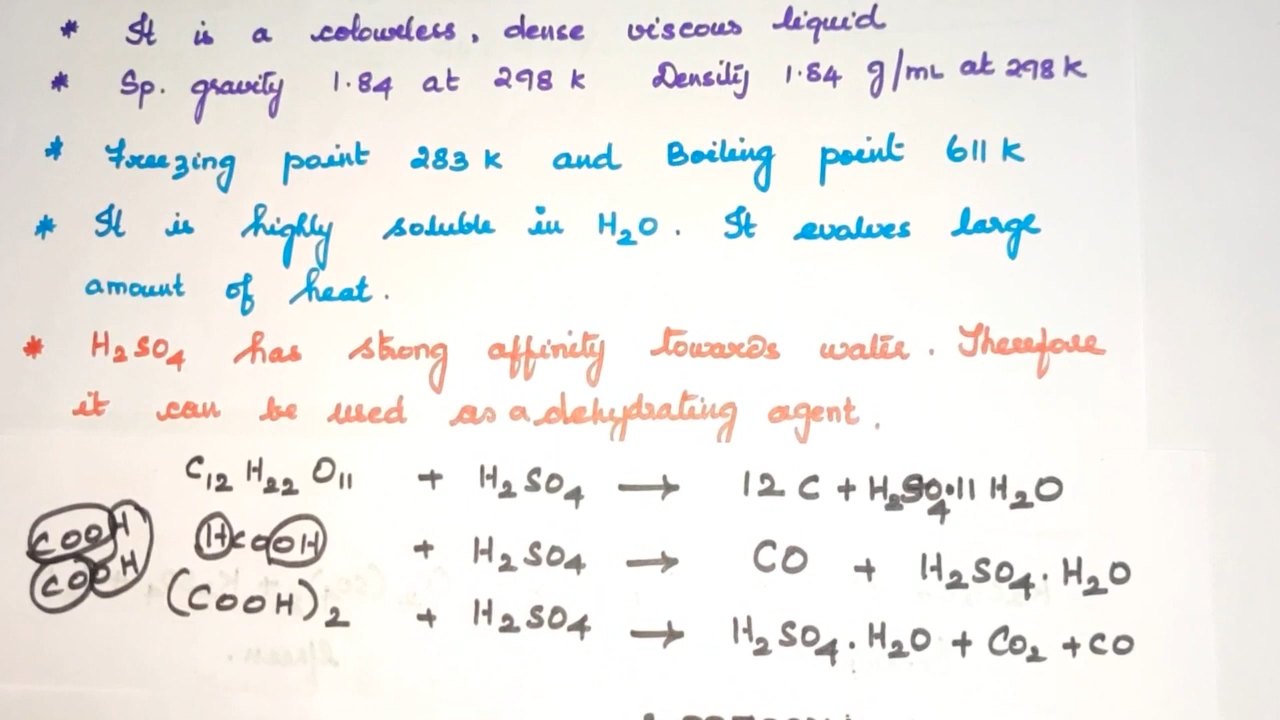 * It is a colourless, dense viscous liquid
* Sp. gravity 1.84 at 298 K Density 1.84 g/mL at 298 K
* Freezing point 283 K and Boiling point 611 K
* It is highly soluble in H₂O. It evolves large
amount of heat.
* H₂SO₄ has strong affinity towards water. Therefore
it can be used as a dehydrating agent.
C₁₂ H₂₂ O₁₁ + H₂SO₄ → 12 C + H₂SO₄·11 H₂O
COOH
COOH
HCOOH + H₂SO₄ → CO + H₂SO₄·H₂O
(COOH)₂ + H₂SO₄ → H₂SO₄·H₂O + CO₂ + CO